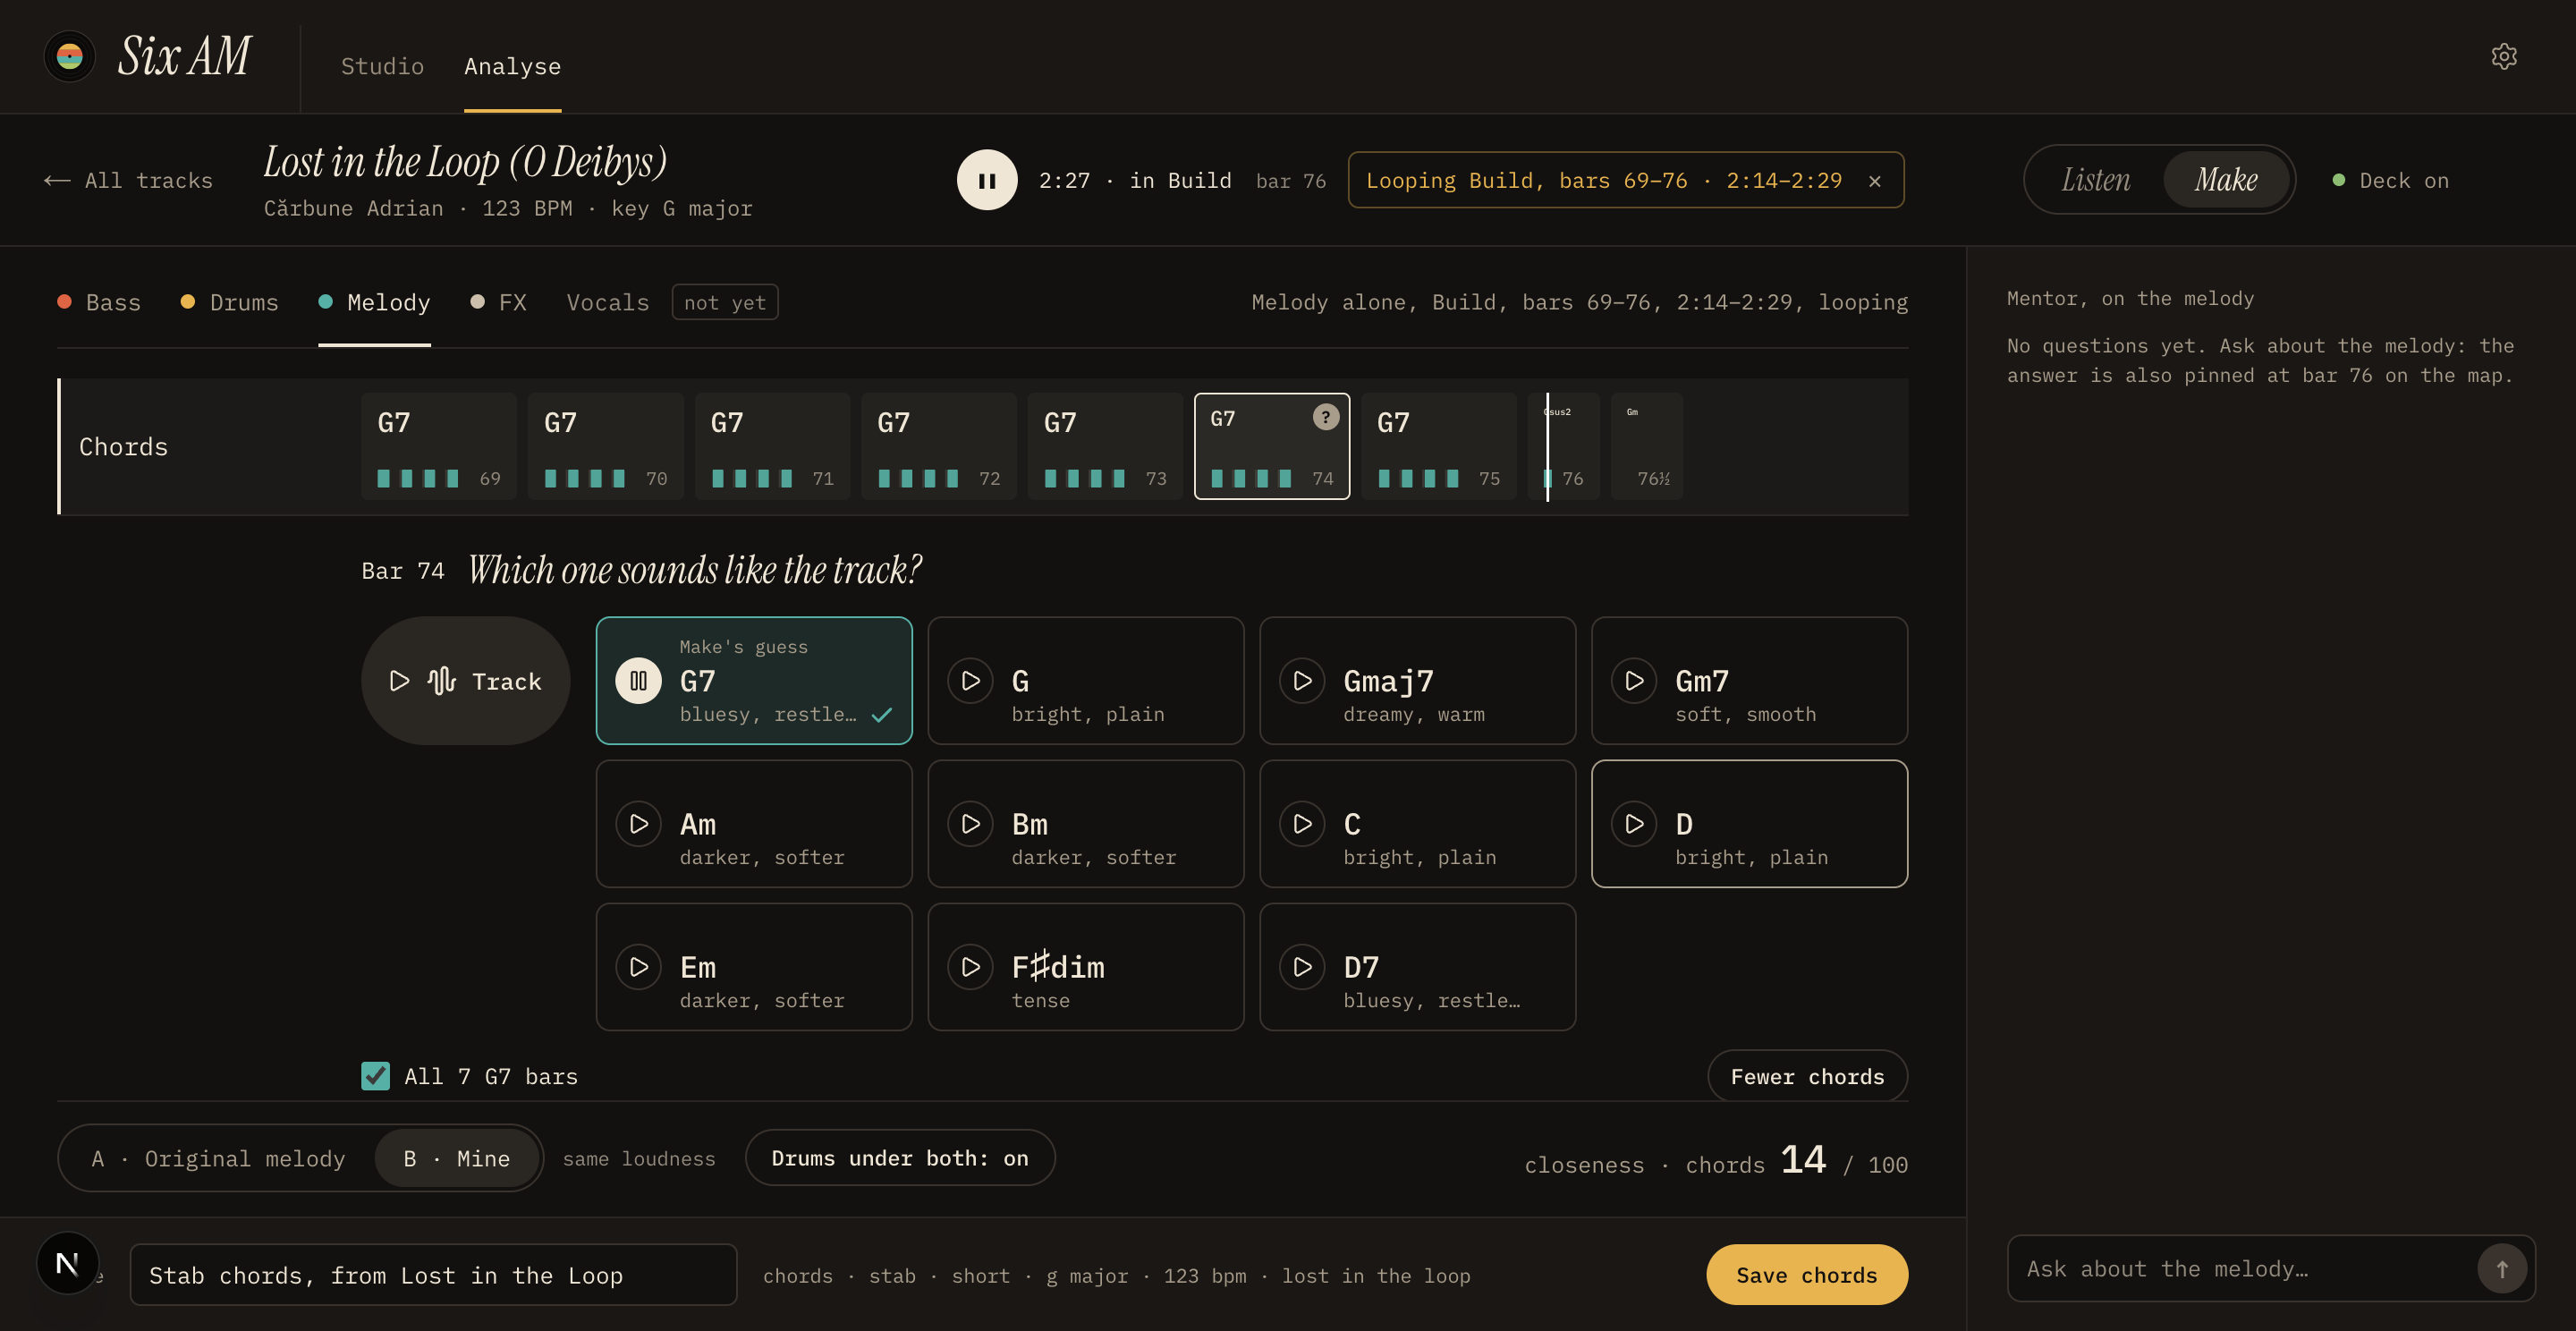 Six AM
Studio
Analyse
← All tracks
Lost in the Loop (O Deibys)
Cărbune Adrian · 123 BPM · key G major
2:27 · in Build bar 76
Looping Build, bars 69–76 · 2:14–2:29 ×
Listen
Make
Deck on
Bass
Drums
Melody
FX
Vocals
not yet
Melody alone, Build, bars 69–76, 2:14–2:29, looping
Chords
G7
69
G7
70
G7
71
G7
72
G7
73
G7
?
74
G7
75
76
Gm
76½
Bar 74 Which one sounds like the track?
Track
Make's guess
G7
bluesy, restle…
G
bright, plain
Gmaj7
dreamy, warm
Gm7
soft, smooth
Am
darker, softer
Bm
darker, softer
C
bright, plain
D
bright, plain
Em
darker, softer
F♯dim
tense
D7
bluesy, restle…
All 7 G7 bars
Fewer chords
A · Original melody
B · Mine
same loudness
Drums under both: on
closeness · chords 14 / 100
N
Stab chords, from Lost in the Loop
chords · stab · short · g major · 123 bpm · lost in the loop
Save chords
Mentor, on the melody
No questions yet. Ask about the melody: the
answer is also pinned at bar 76 on the map.
Ask about the melody…
↑